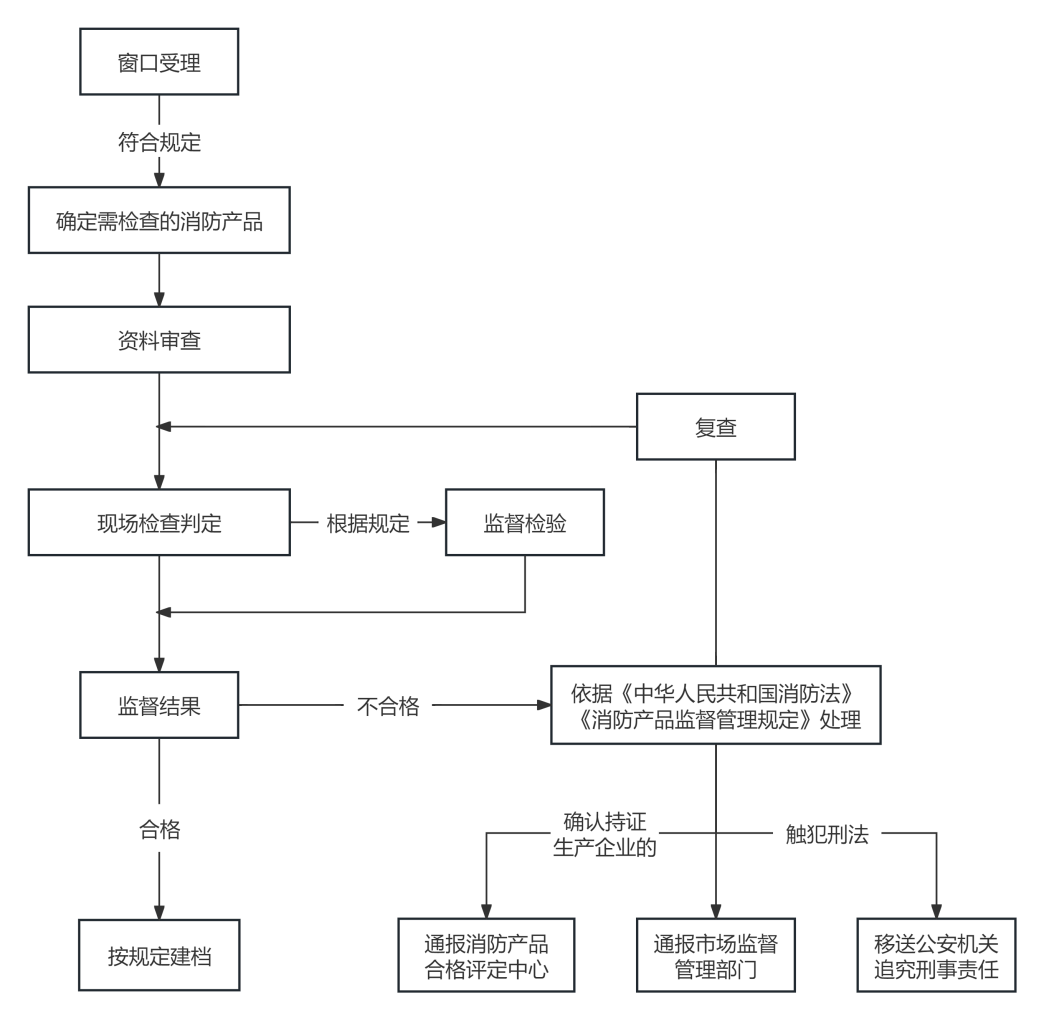 窗口受理
符合规定
确定需检查的消防产品
资料审查
复查
现场检查判定
根据规定
监督检验
监督结果
不合格
依据《中华人民共和国消防法》
《消防产品监督管理规定》处理
合格
确认持证
生产企业的
触犯刑法
按规定建档
通报消防产品
合格评定中心
通报市场监督
管理部门
移送公安机关
追究刑事责任